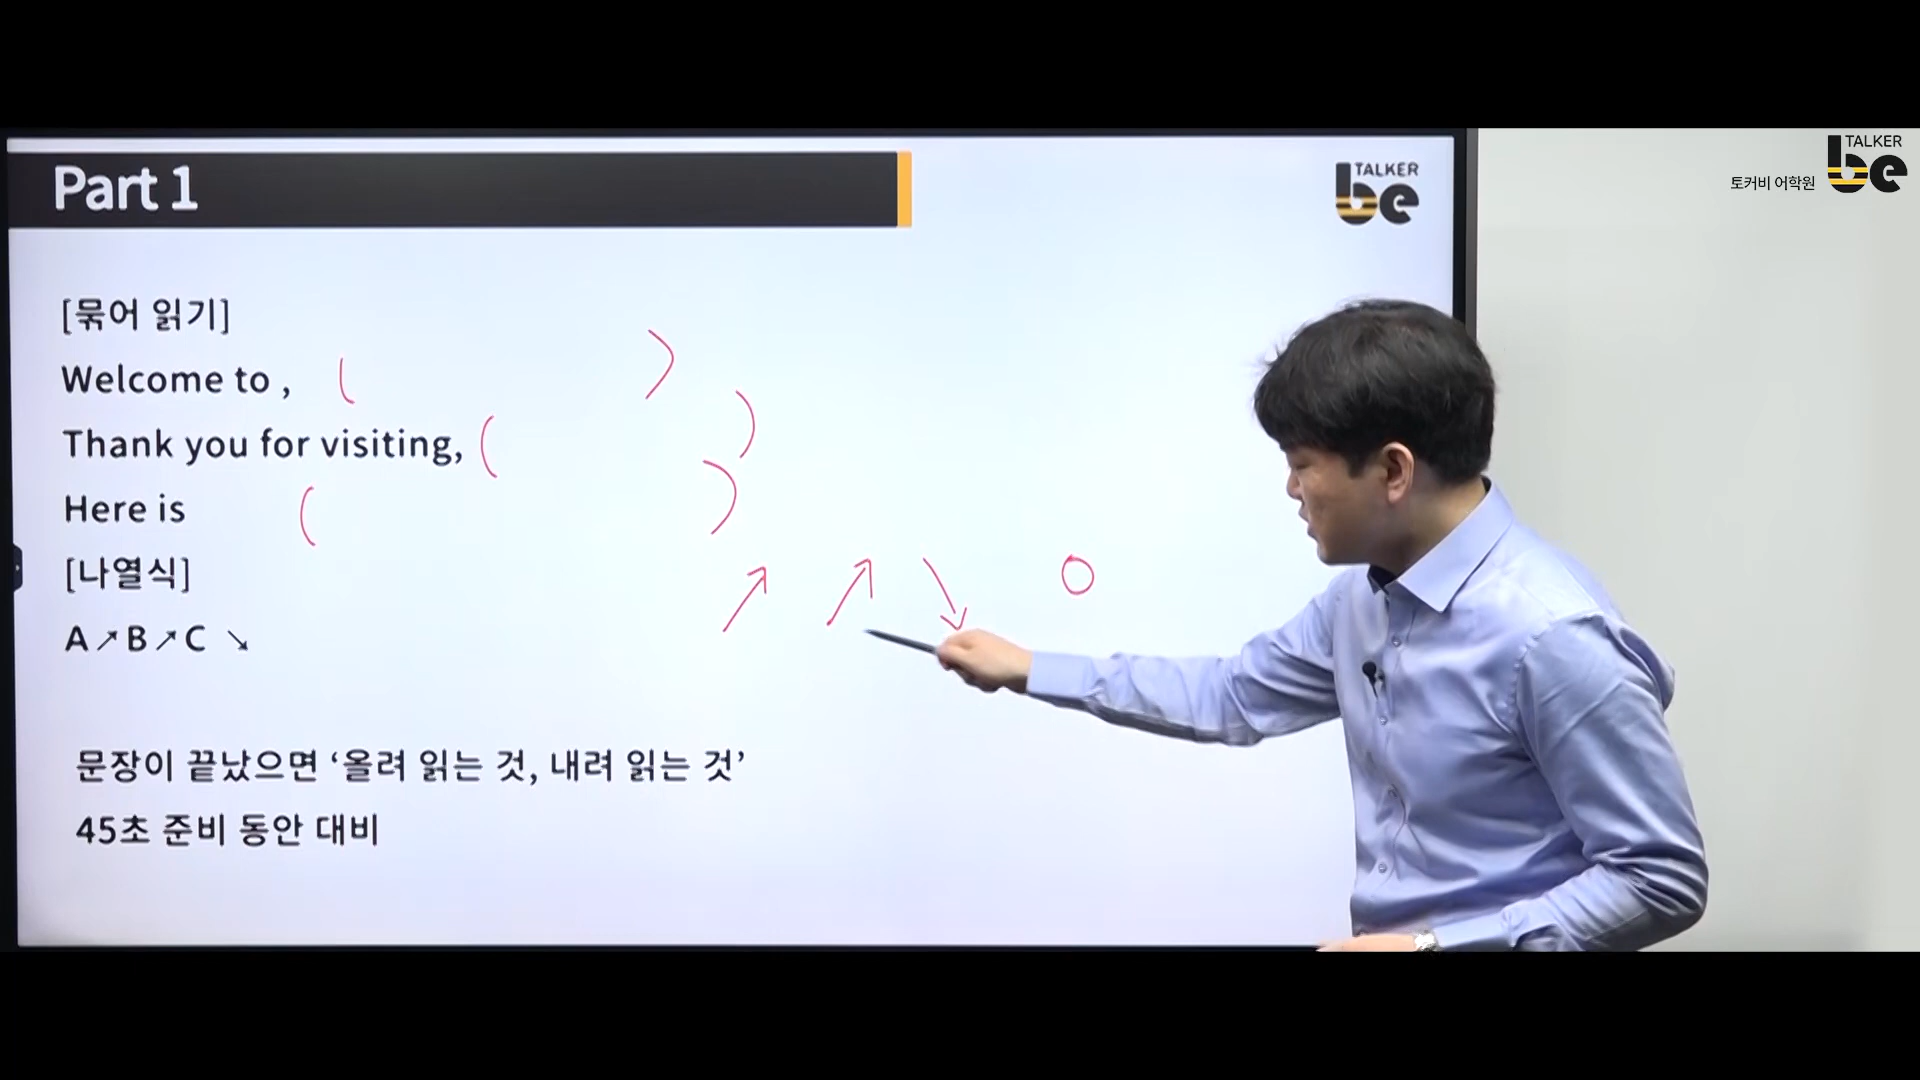 Part 1
TALKER
be
토커비 어학원
TALKER
be
[묶어 읽기]
Welcome to , ( )
Thank you for visiting, ( )
Here is ( )
[나열식]
↗ ↗ ↘ O
A↗B↗C ↘
문장이 끝났으면 ‘올려 읽는 것, 내려 읽는 것’
45초 준비 동안 대비